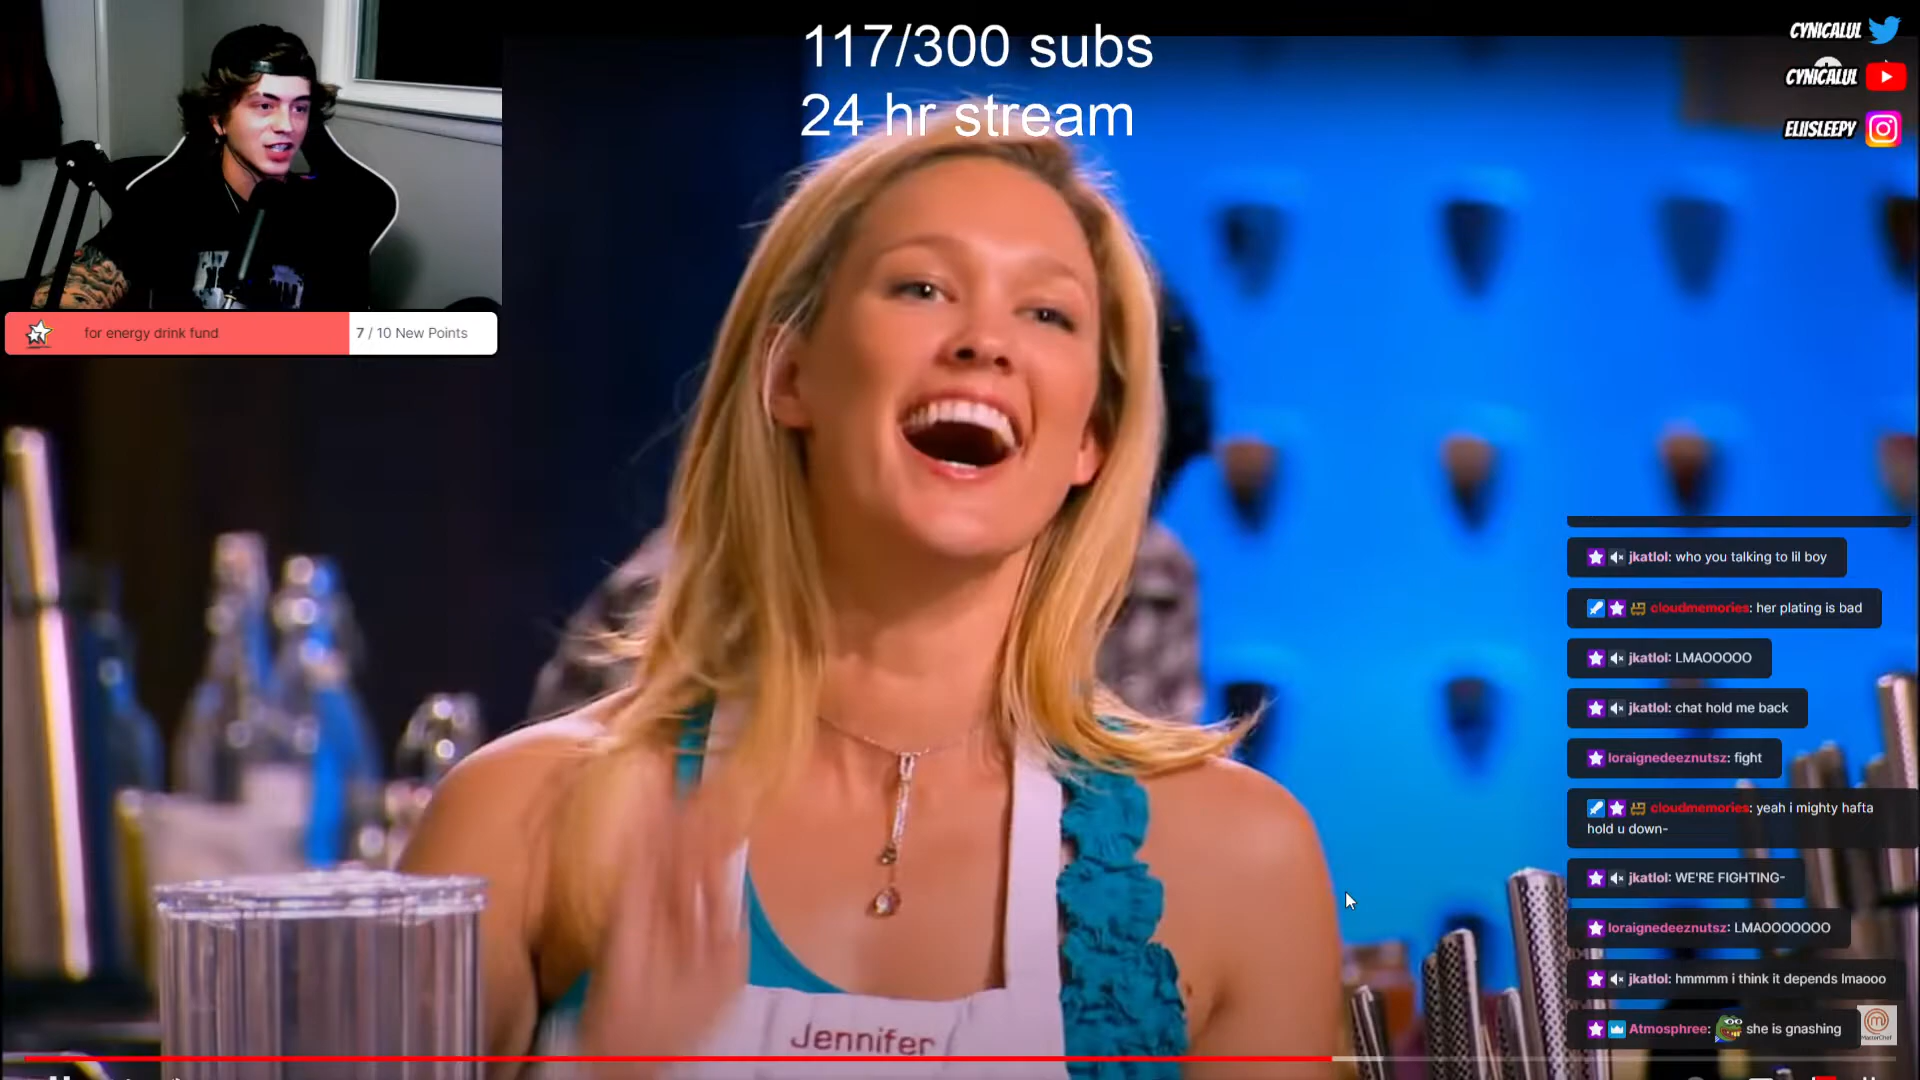 117/300 subs
24 hr stream
CYNICALUL
CYNICALUL
ELIISLEEPY
for energy drink fund
7 / 10 New Points
jkatlol: who you talking to lil boy
cloudmemories: her plating is bad
jkatlol: LMAOOOOO
jkatlol: chat hold me back
loraignedeeznutsz: fight
cloudmemories: yeah i mighty hafta
hold u down-
jkatlol: WE'RE FIGHTING-
loraignedeeznutsz: LMAOOOOOOO
jkatlol: hmmmm i think it depends lmaooo
Atmosphree: she is gnashing
MasterChef
Jennifer